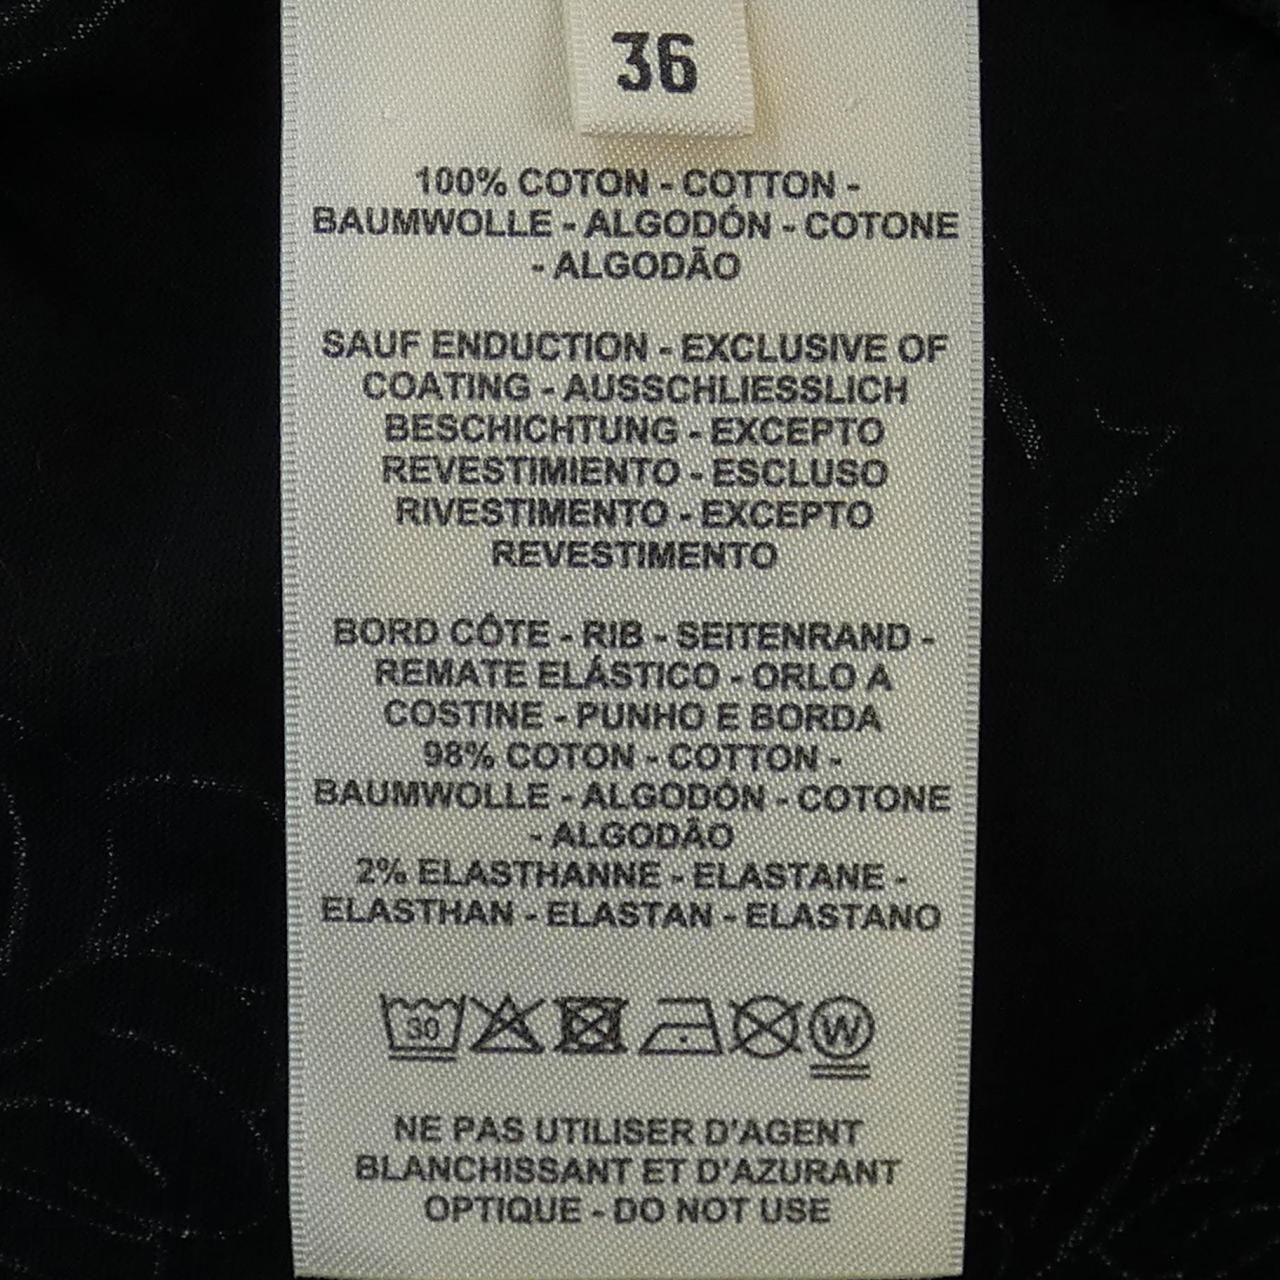 36
100% COTON - COTTON -
BAUMWOLLE - ALGODÓN - COTONE
- ALGODÃO
SAUF ENDUCTION - EXCLUSIVE OF
COATING - AUSSCHLIESSLICH
BESCHICHTUNG - EXCEPTO
REVESTIMIENTO - ESCLUSO
RIVESTIMENTO - EXCEPTO
REVESTIMENTO
BORD CÔTE - RIB - SEITENRAND -
REMATE ELÁSTICO - ORLO A
COSTINE - PUNHO E BORDA
98% COTON - COTTON -
BAUMWOLLE - ALGODÓN - COTONE
- ALGODÃO
2% ELASTHANNE - ELASTANE -
ELASTHAN - ELASTAN - ELASTANO
30 W
NE PAS UTILISER D'AGENT
BLANCHISSANT ET D'AZURANT
OPTIQUE - DO NOT USE